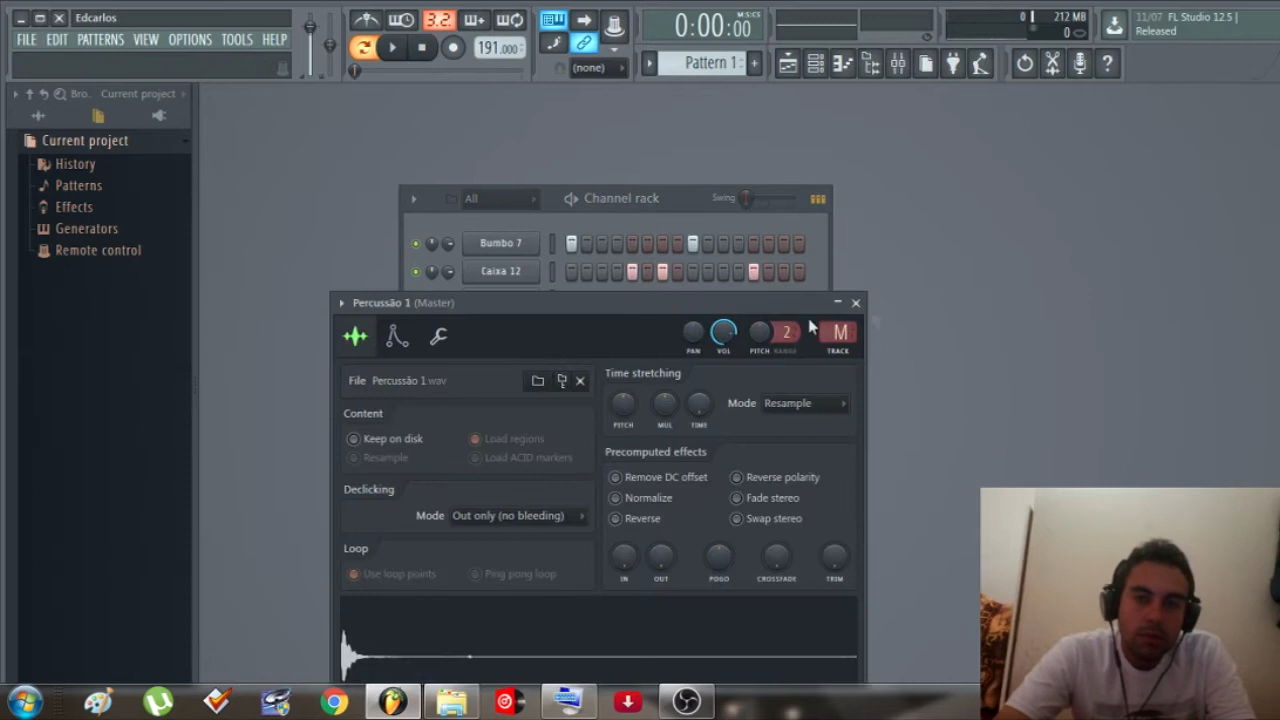 Edcarlos
FILE EDIT PATTERNS VIEW OPTIONS TOOLS HELP
3.2.
191.000
(none)
0:00:00
M:S:CS
Pattern 1
0
212 MB
0
11/07 FL Studio 12.5 |
Released
Bro.. Current project
Current project
History
Patterns
Effects
Generators
Remote control
All
Channel rack
Swing
Bumbo 7
Caixa 12
Percussão 1 (Master)
2
M
PAN VOL PITCH RANGE TRACK
File Percussão 1.wav
Content
Keep on disk
Load regions
Resample
Load ACID markers
Declicking
Mode Out only (no bleeding)
Loop
Use loop points
Ping pong loop
Time stretching
Mode Resample
PITCH MUL TIME
Precomputed effects
Remove DC offset
Reverse polarity
Normalize
Fade stereo
Reverse
Swap stereo
IN OUT POGO CROSSFADE TRIM